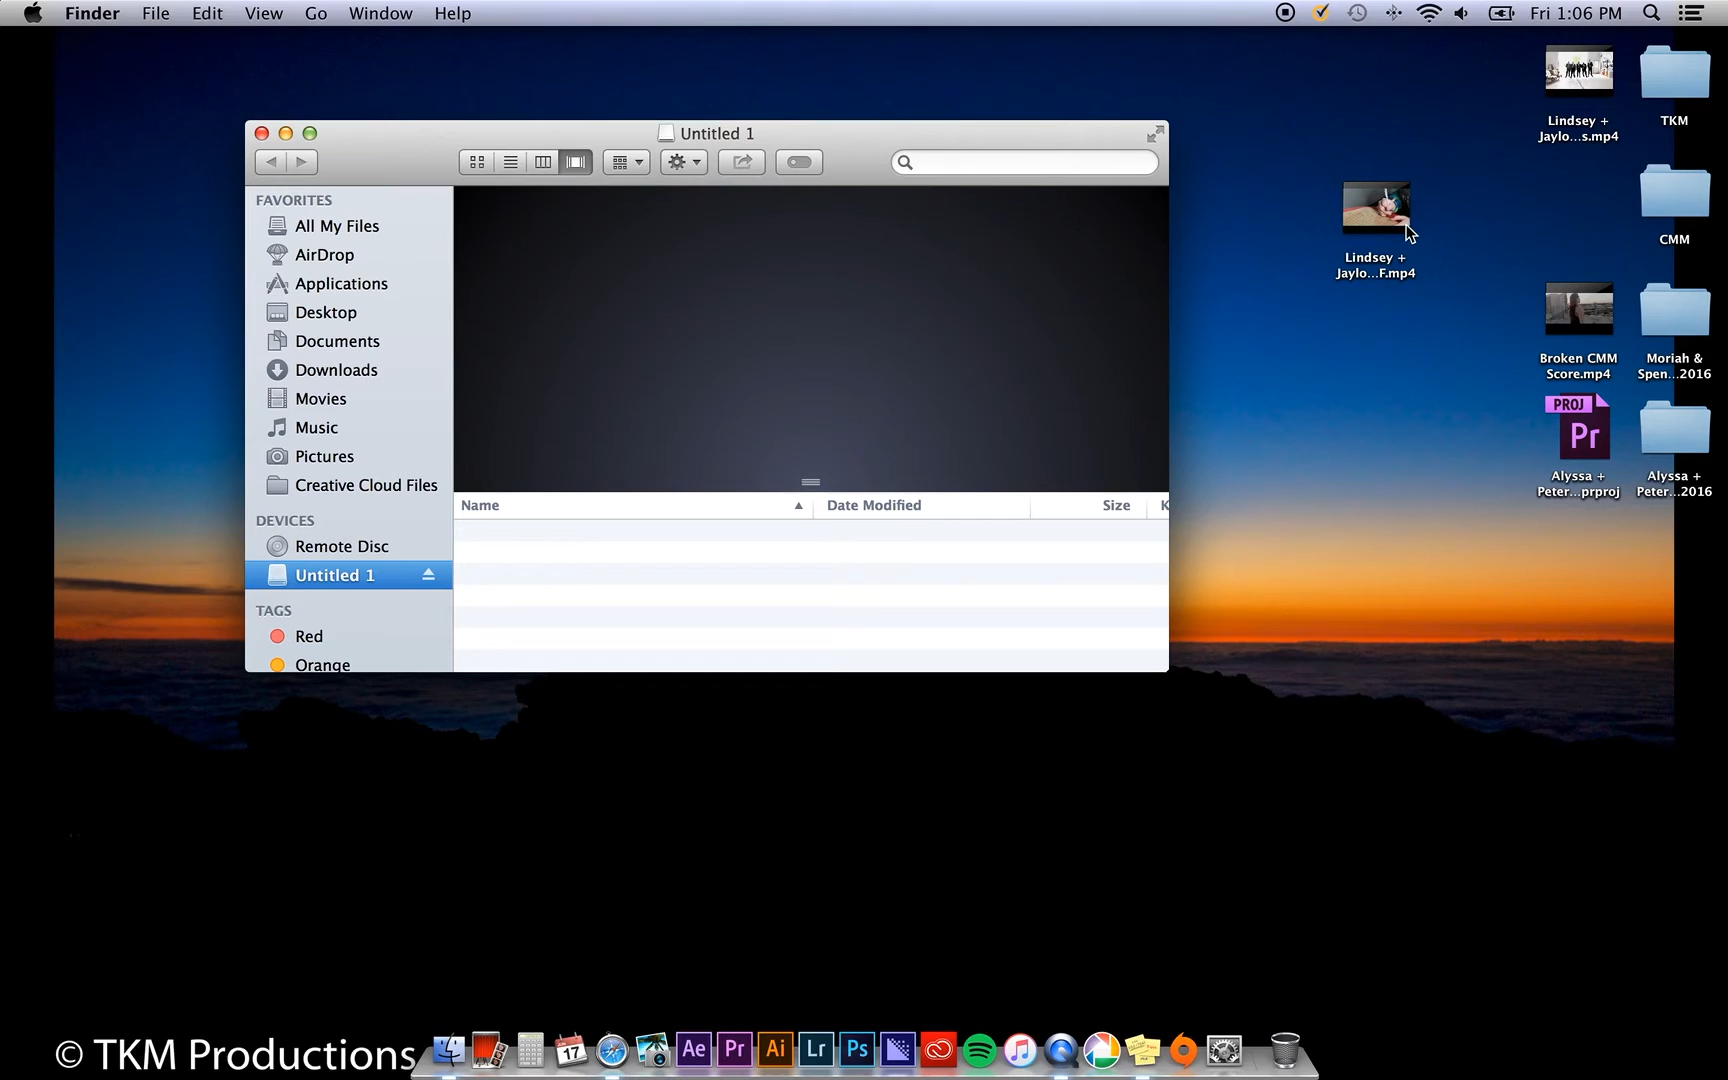 Finder File Edit View Go Window Help Fri 1:06 PM
Untitled 1
FAVORITES
All My Files
AirDrop
Applications
Desktop
Documents
Downloads
Movies
Music
Pictures
Creative Cloud Files
DEVICES
Remote Disc
Untitled 1
TAGS
Red
Orange
Name Date Modified Size K
Lindsey +
Jaylo...F.mp4
Lindsey +
Jaylo...s.mp4
TKM
CMM
Broken CMM
Score.mp4
Moriah &
Spen...2016
PROJ
Pr
Alyssa +
Peter...prproj
Alyssa +
Peter...2016
© TKM Productions
17
Ae Pr Ai Lr Ps